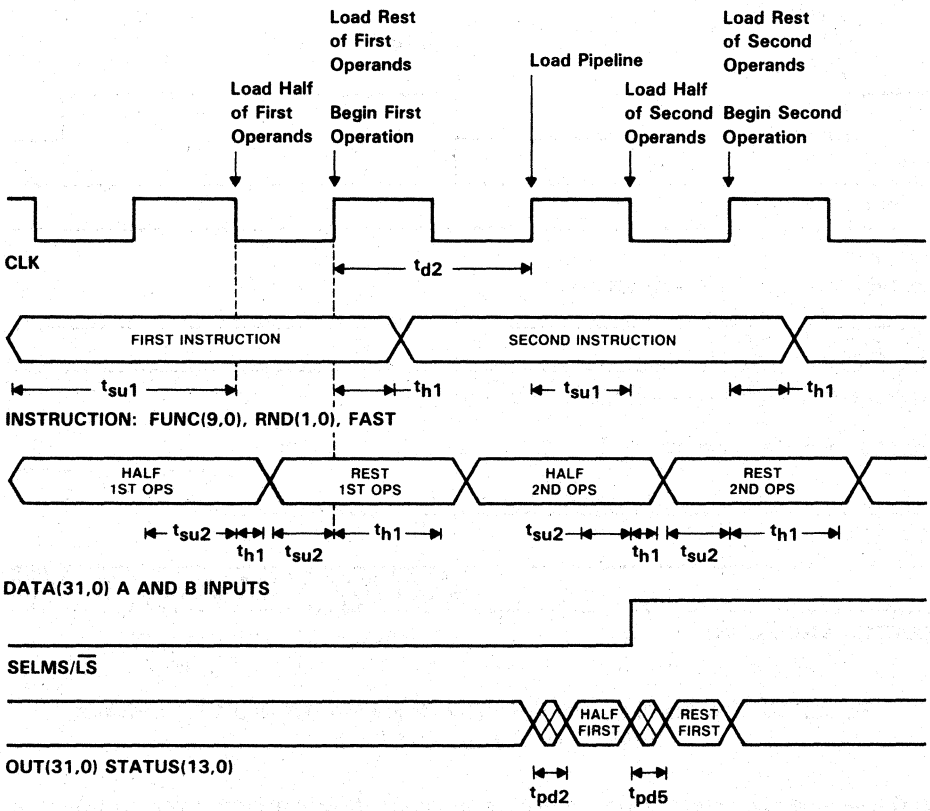 Load Rest
of First
Operands
Load Rest
of Second
Operands
Load Pipeline
Load Half
of First
Operands
Begin First
Operation
Load Half
of Second
Operands
Begin Second
Operation
CLK
td2
FIRST INSTRUCTION
SECOND INSTRUCTION
tsu1
th1
tsu1
th1
INSTRUCTION: FUNC(9,0), RND(1,0), FAST
HALF
1ST OPS
REST
1ST OPS
HALF
2ND OPS
REST
2ND OPS
tsu2
th1
tsu2
th1
tsu2
th1
tsu2
th1
DATA(31,0) A AND B INPUTS
SELMS/L̅S̅
HALF
FIRST
REST
FIRST
OUT(31,0) STATUS(13,0)
tpd2
tpd5